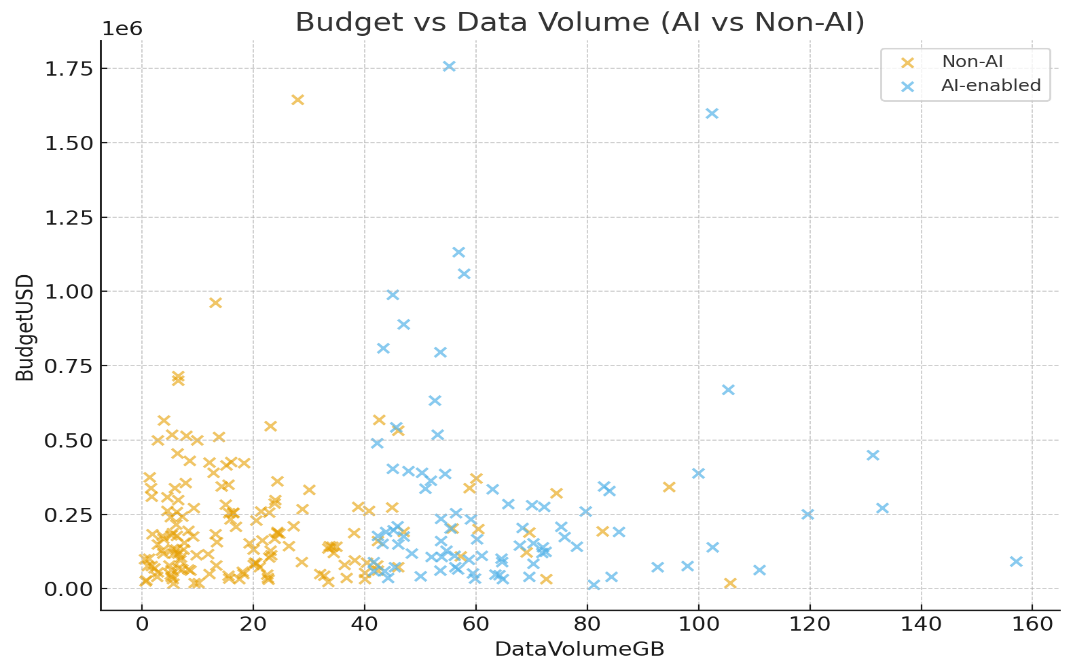 Budget vs Data Volume (AI vs Non-AI)
1e6
Non-AI
AI-enabled
1.75
1.50
1.25
1.00
0.75
0.50
0.25
0.00
BudgetUSD
0 20 40 60 80 100 120 140 160
DataVolumeGB